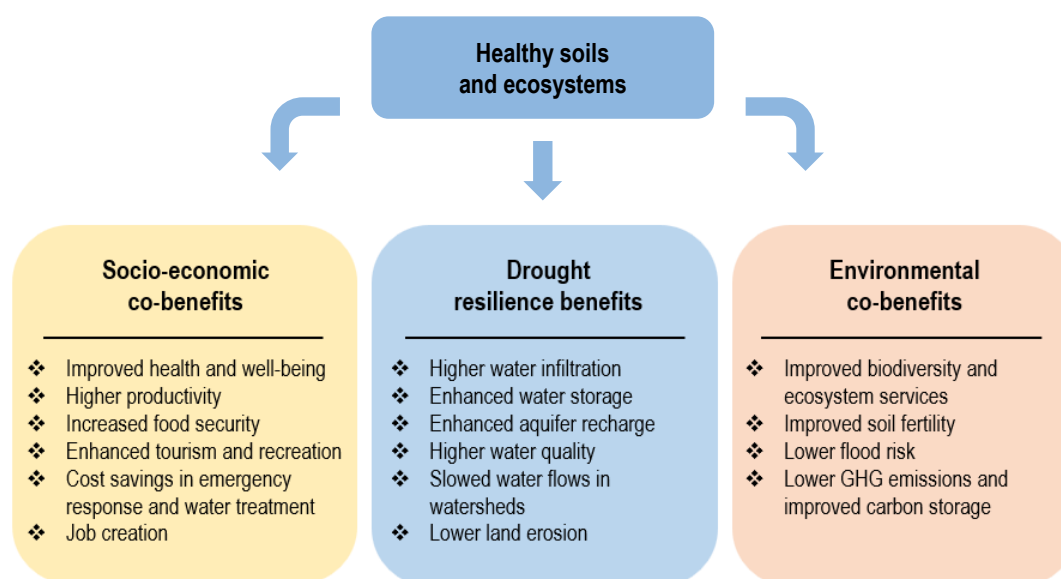 Healthy soils
and ecosystems
Socio-economic
co-benefits
❖ Improved health and well-being
❖ Higher productivity
❖ Increased food security
❖ Enhanced tourism and recreation
❖ Cost savings in emergency
response and water treatment
❖ Job creation
Drought
resilience benefits
❖ Higher water infiltration
❖ Enhanced water storage
❖ Enhanced aquifer recharge
❖ Higher water quality
❖ Slowed water flows in
watersheds
❖ Lower land erosion
Environmental
co-benefits
❖ Improved biodiversity and
ecosystem services
❖ Improved soil fertility
❖ Lower flood risk
❖ Lower GHG emissions and
improved carbon storage